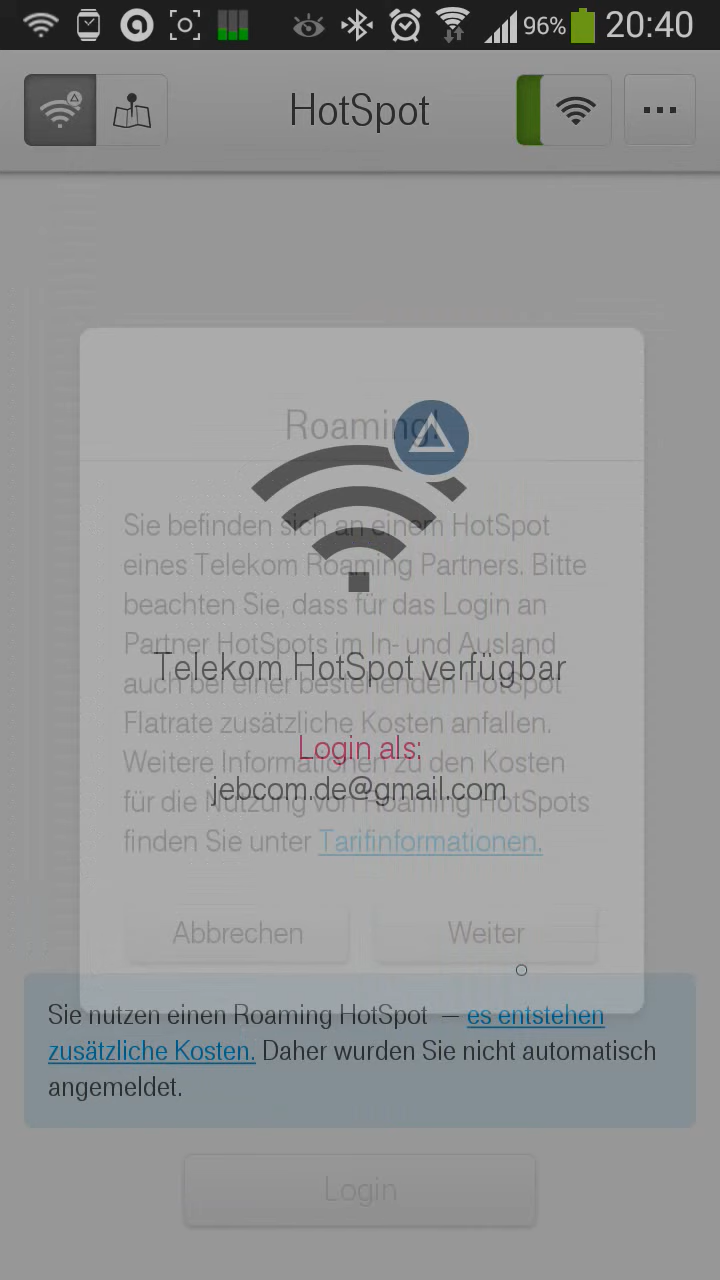 96% 20:40
HotSpot
Roaming!
Sie befinden sich an einem HotSpot
eines Telekom Roaming Partners. Bitte
beachten Sie, dass für das Login an
Partner HotSpots im In- und Ausland
Telekom HotSpot verfügbar
auch bei einer bestehenden HotSpot
Flatrate zusätzliche Kosten anfallen.
Login als:
Weitere Informationen zu den Kosten
jebcom.de@gmail.com
für die Nutzung von Roaming HotSpots
finden Sie unter Tarifinformationen.
Abbrechen Weiter
Sie nutzen einen Roaming HotSpot – es entstehen
zusätzliche Kosten. Daher wurden Sie nicht automatisch
angemeldet.
Login